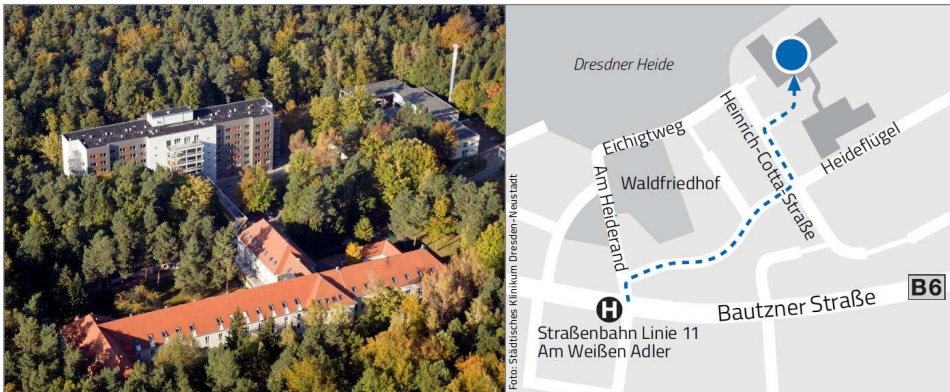 Foto: Städtisches Klinikum Dresden-Neustadt
Dresdner Heide
Eichigtweg
Heinrich-Cotta-Straße
Heideflügel
Waldfriedhof
Am Heiderand
B6
Bautzner Straße
H
Straßenbahn Linie 11
Am Weißen Adler